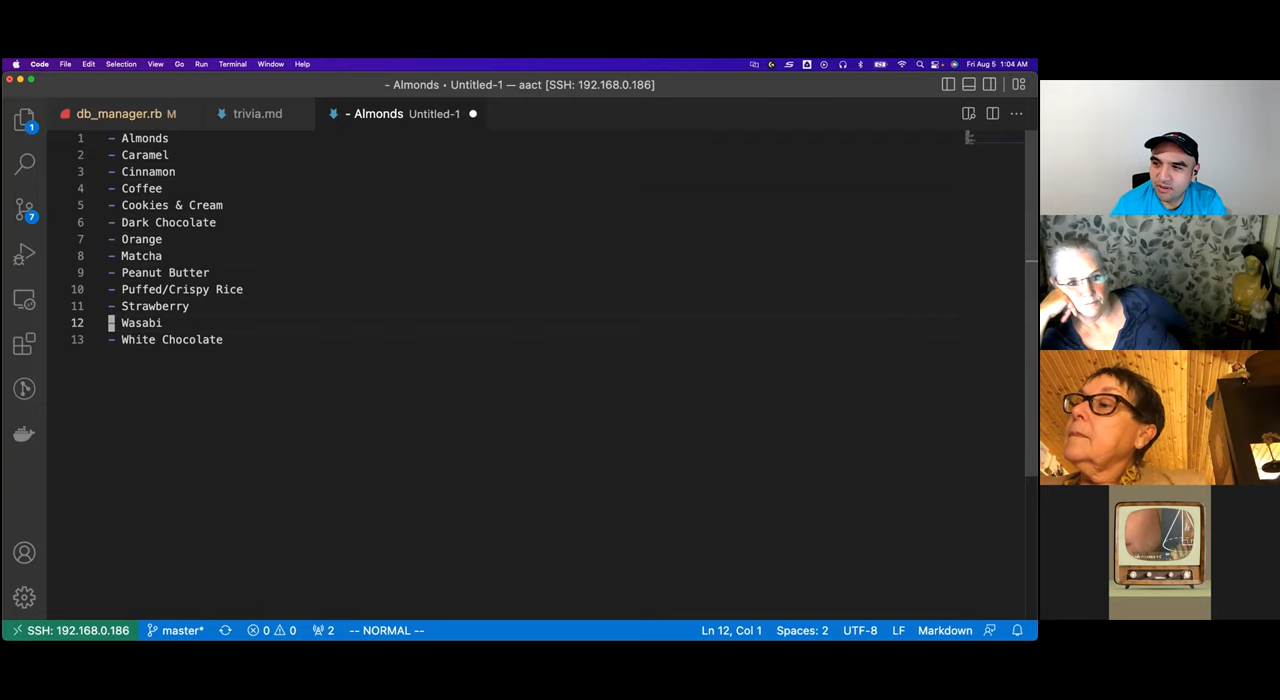 Code File Edit Selection View Go Run Terminal Window Help
Fri Aug 5 1:04 AM
- Almonds • Untitled-1 — aact [SSH: 192.168.0.186]
db_manager.rb M
trivia.md
- Almonds Untitled-1
1 - Almonds
2 - Caramel
3 - Cinnamon
4 - Coffee
5 - Cookies & Cream
6 - Dark Chocolate
7 - Orange
8 - Matcha
9 - Peanut Butter
10 - Puffed/Crispy Rice
11 - Strawberry
12 - Wasabi
13 - White Chocolate
1
7
SSH: 192.168.0.186 master* 0 0 2 -- NORMAL -- Ln 12, Col 1 Spaces: 2 UTF-8 LF Markdown